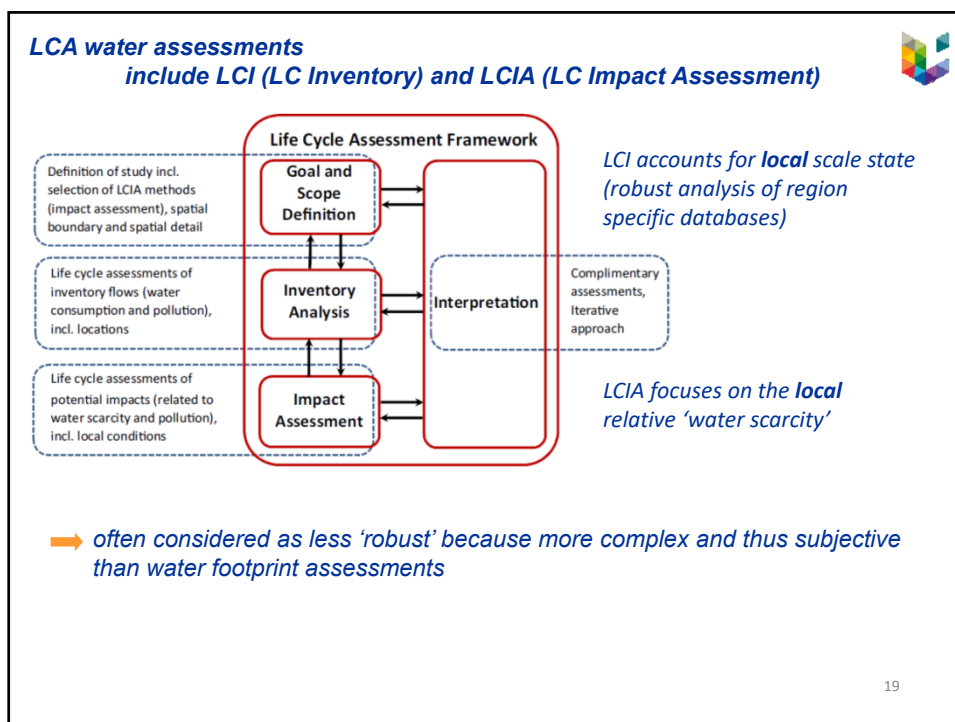 LCA water assessments
include LCI (LC Inventory) and LCIA (LC Impact Assessment)
Life Cycle Assessment Framework
Definition of study incl.
selection of LCIA methods
(impact assessment), spatial
boundary and spatial detail
Goal and
Scope
Definition
LCI accounts for local scale state
(robust analysis of region
specific databases)
Life cycle assessments of
inventory flows (water
consumption and pollution),
incl. locations
Inventory
Analysis
Interpretation
Complimentary
assessments,
Iterative
approach
Life cycle assessments of
potential impacts (related to
water scarcity and pollution),
incl. local conditions
Impact
Assessment
LCIA focuses on the local
relative ‘water scarcity’
often considered as less ‘robust’ because more complex and thus subjective
than water footprint assessments
19